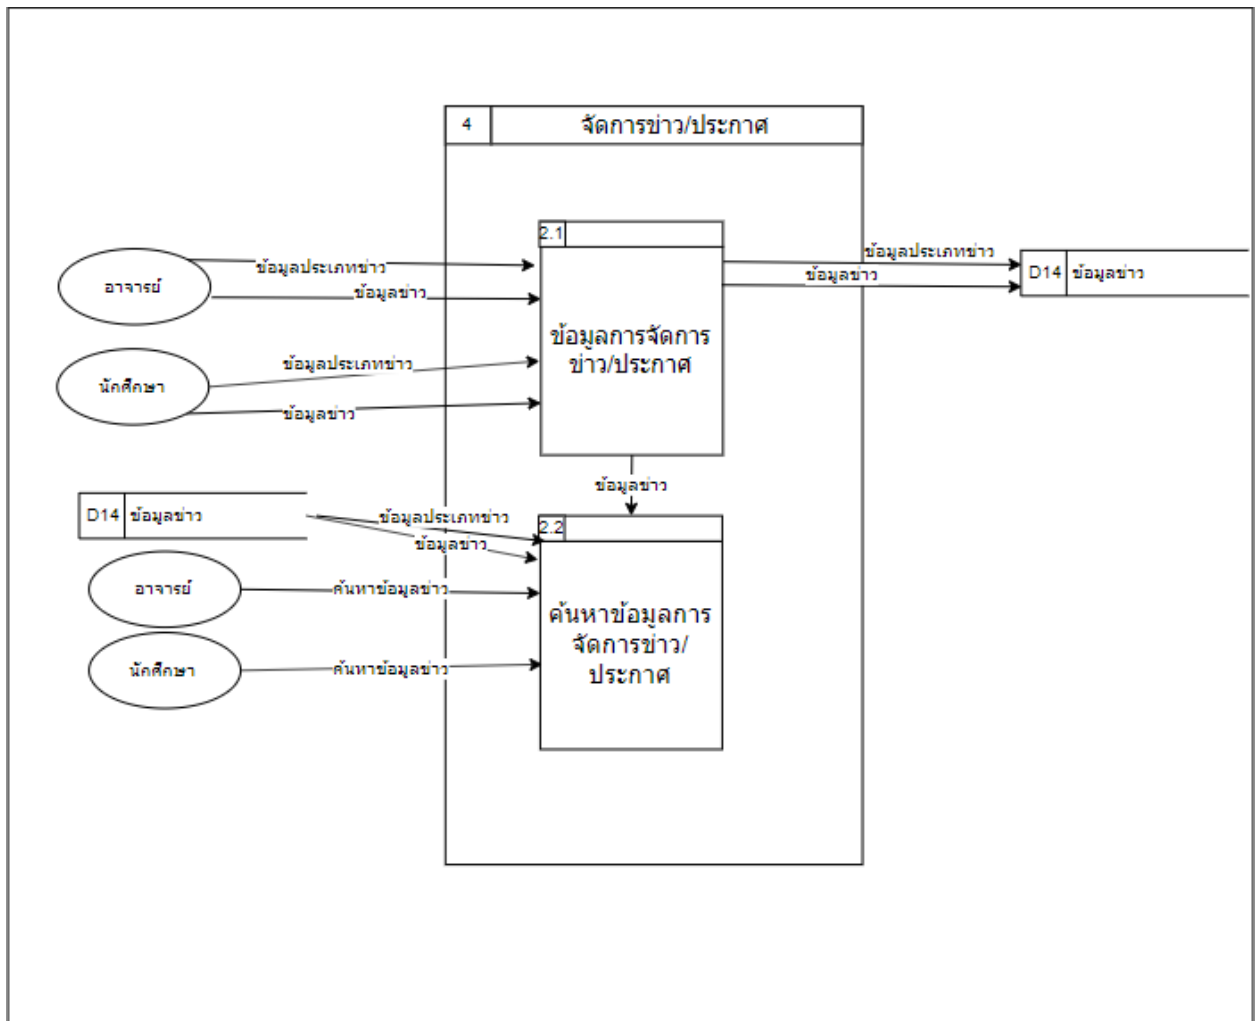 4 จัดการข่าว/ประกาศ
2.1
ข้อมูลประเภทข่าว
ข้อมูลประเภทข่าว
อาจารย์
ข้อมูลข่าว
ข้อมูลข่าว
D14 ข้อมูลข่าว
ข้อมูลการจัดการ
ข่าว/ประกาศ
ข้อมูลประเภทข่าว
นักศึกษา
ข้อมูลข่าว
ข้อมูลข่าว
D14 ข้อมูลข่าว
ข้อมูลประเภทข่าว
2.2
ข้อมูลข่าว
อาจารย์
ค้นหาข้อมูลข่าว
ค้นหาข้อมูลการ
จัดการข่าว/
ประกาศ
นักศึกษา
ค้นหาข้อมูลข่าว